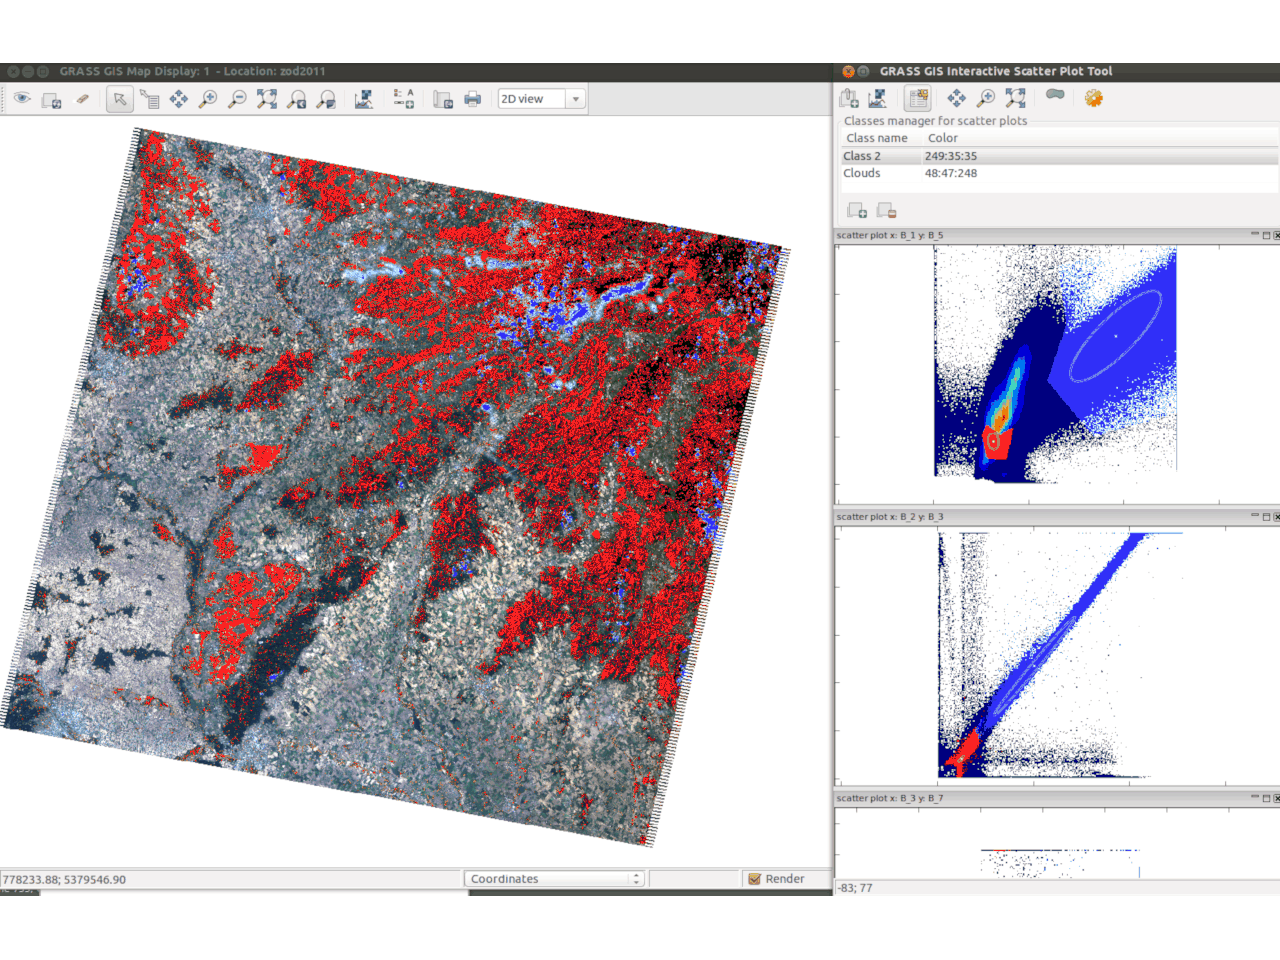 GRASS GIS Map Display: 1 - Location: zod2011
2D view
778233.88; 5379546.90
Coordinates
Render
GRASS GIS Interactive Scatter Plot Tool
Classes manager for scatter plots
Class name Color
Class 2 249:35:35
Clouds 48:47:248
scatter plot x: B_1 y: B_5
scatter plot x: B_2 y: B_3
scatter plot x: B_3 y: B_7
-83; 77